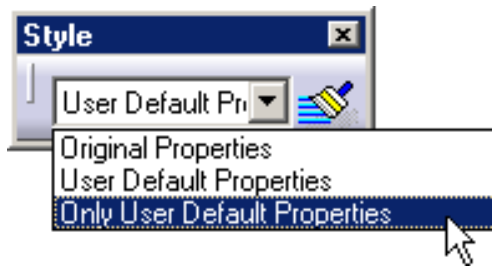 Style
User Default Pr
Original Properties
User Default Properties
Only User Default Properties